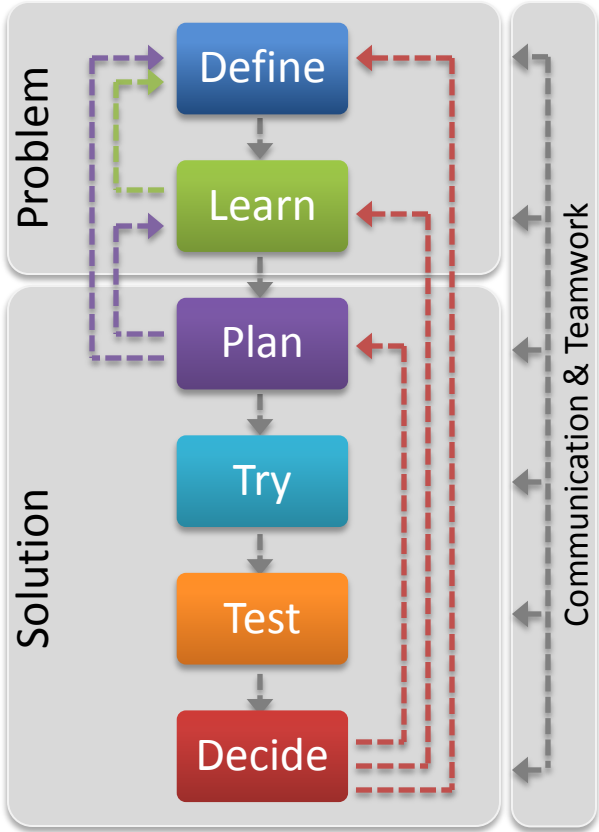 Problem
Define
Learn
Solution
Plan
Try
Test
Decide
Communication & Teamwork